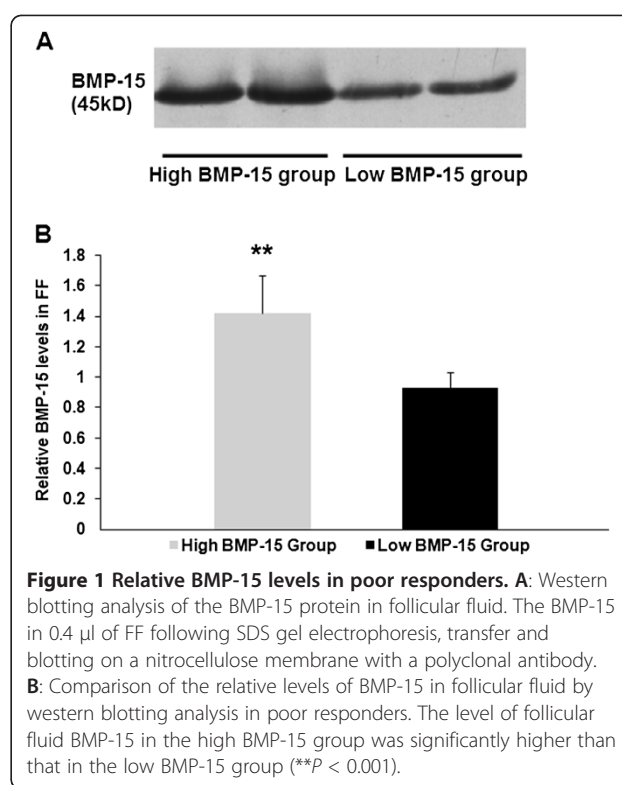 A
BMP-15
(45kD)
High BMP-15 group Low BMP-15 group
B
1.8
1.6
1.4
1.2
1
0.8
0.6
0.4
0.2
0
Relative BMP-15 levels in FF
**
High BMP-15 Group Low BMP-15 Group
Figure 1 Relative BMP-15 levels in poor responders. A: Western
blotting analysis of the BMP-15 protein in follicular fluid. The BMP-15
in 0.4 μl of FF following SDS gel electrophoresis, transfer and
blotting on a nitrocellulose membrane with a polyclonal antibody.
B: Comparison of the relative levels of BMP-15 in follicular fluid by
western blotting analysis in poor responders. The level of follicular
fluid BMP-15 in the high BMP-15 group was significantly higher than
that in the low BMP-15 group (**P < 0.001).